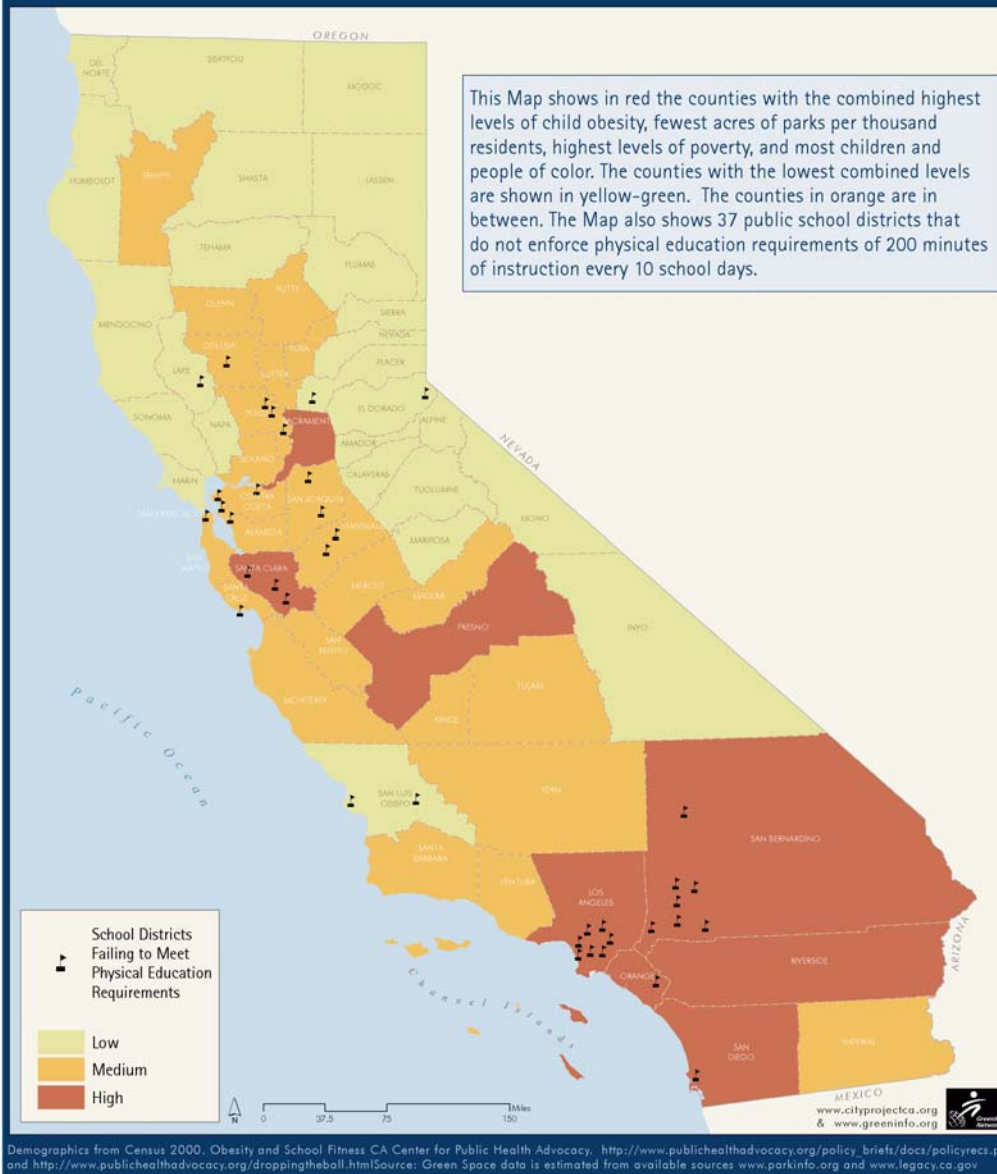 OREGON
DEL
NORTE
SISKIYOU
MODOC
This Map shows in red the counties with the combined highest
levels of child obesity, fewest acres of parks per thousand
residents, highest levels of poverty, and most children and
people of color. The counties with the lowest combined levels
are shown in yellow-green. The counties in orange are in
between. The Map also shows 37 public school districts that
do not enforce physical education requirements of 200 minutes
of instruction every 10 school days.
HUMBOLDT
TRINITY
SHASTA
LASSEN
TEHAMA
PLUMAS
MENDOCINO
GLENN
BUTTE
SIERRA
NEVADA
COLUSA
YUBA
PLACER
LAKE
SUTTER
SONOMA
NAPA
YOLO
SACRAMENTO
EL DORADO
ALPINE
AMADOR
NEVADA
SOLANO
CALAVERAS
MARIN
TUOLUMNE
CONTRA
COSTA
SAN JOAQUIN
SAN FRANCISCO
MONO
ALAMEDA
STANISLAUS
MARIPOSA
SAN
MATEO
SANTA CLARA
SANTA
CRUZ
MERCED
MADERA
FRESNO
INYO
SAN
BENITO
Pacific Ocean
MONTEREY
TULARE
KINGS
SAN LUIS
OBISPO
KERN
SAN BERNARDINO
SANTA
BARBARA
VENTURA
LOS
ANGELES
ARIZONA
School Districts
Failing to Meet
Physical Education
Requirements
ORANGE
RIVERSIDE
Channel Islands
Low
Medium
High
SAN
DIEGO
IMPERIAL
MEXICO
N
0 37.5 75 150 Miles
www.cityprojectca.org
& www.greeninfo.org
GreenInfo
Network
Demographics from Census 2000. Obesity and School Fitness CA Center for Public Health Advocacy. http://www.publichealthadvocacy.org/policy_briefs/docs/policyrecs.p
and http://www.publichealthadvocacy.org/droppingtheball.htmlSource: Green Space data is estimated from available sources www.parkinfo.org and www.lacity.ca.gov